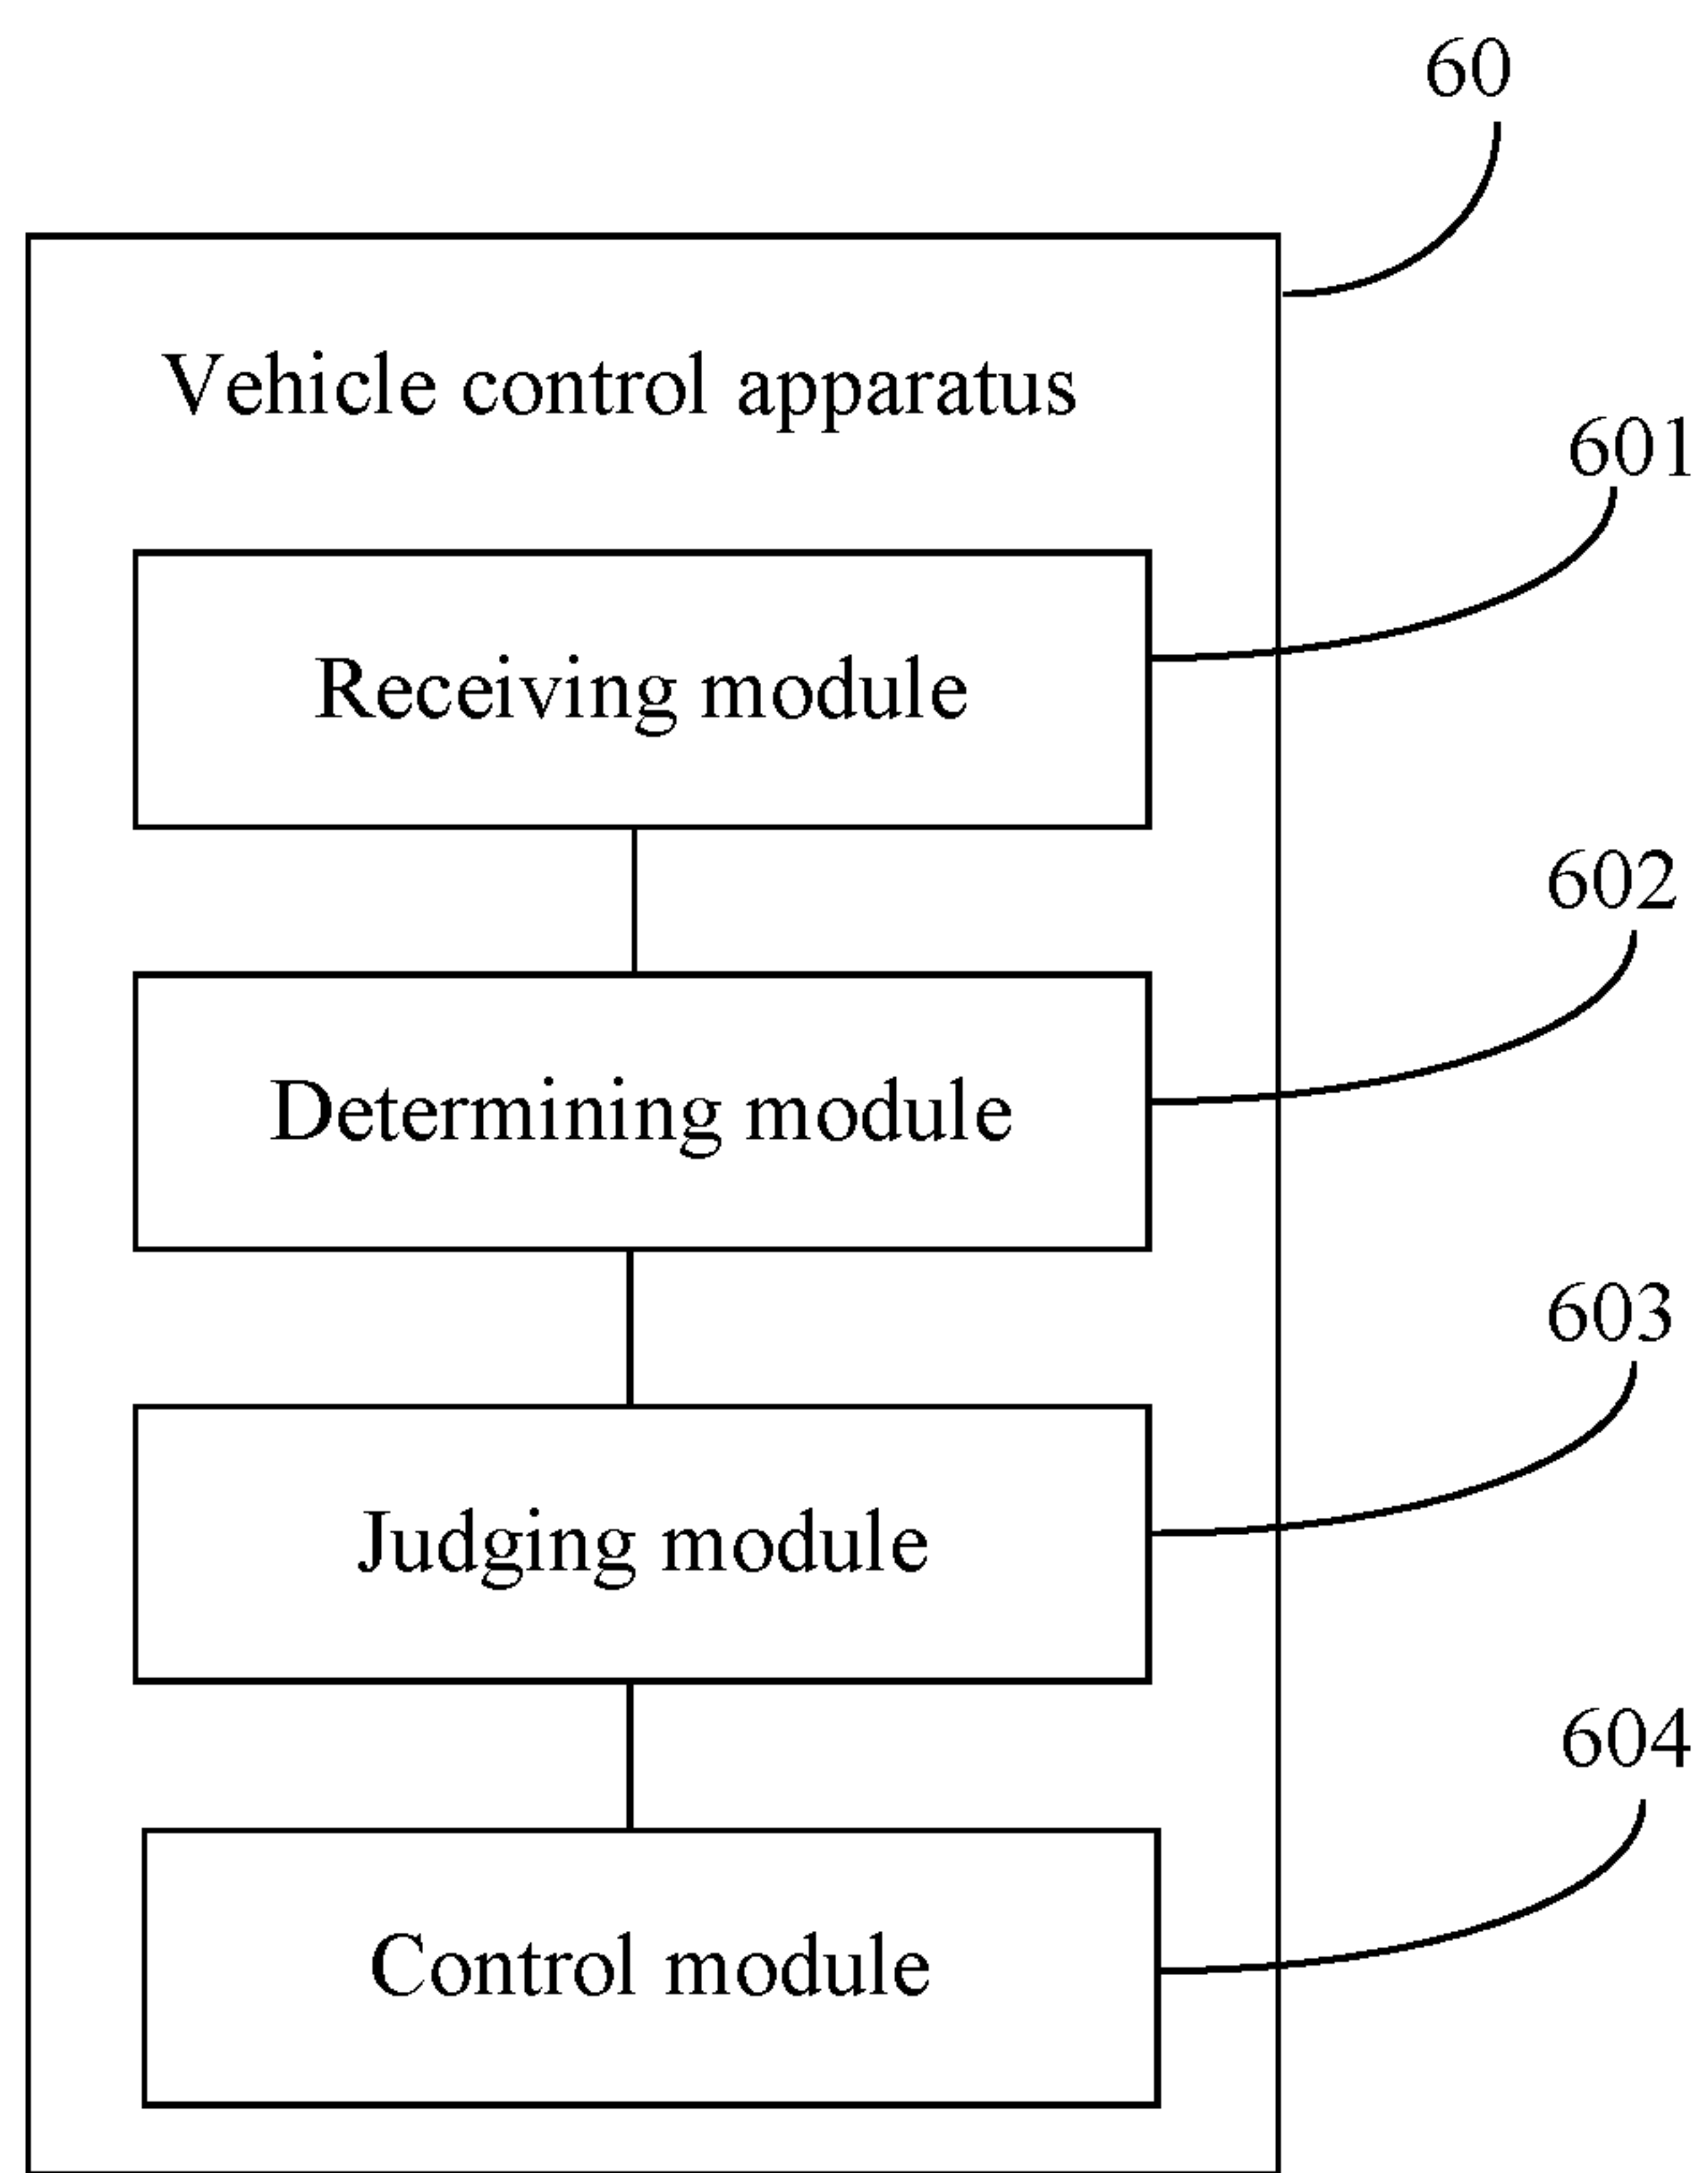 60
Vehicle control apparatus
601
Receiving module
602
Determining module
603
Judging module
604
Control module